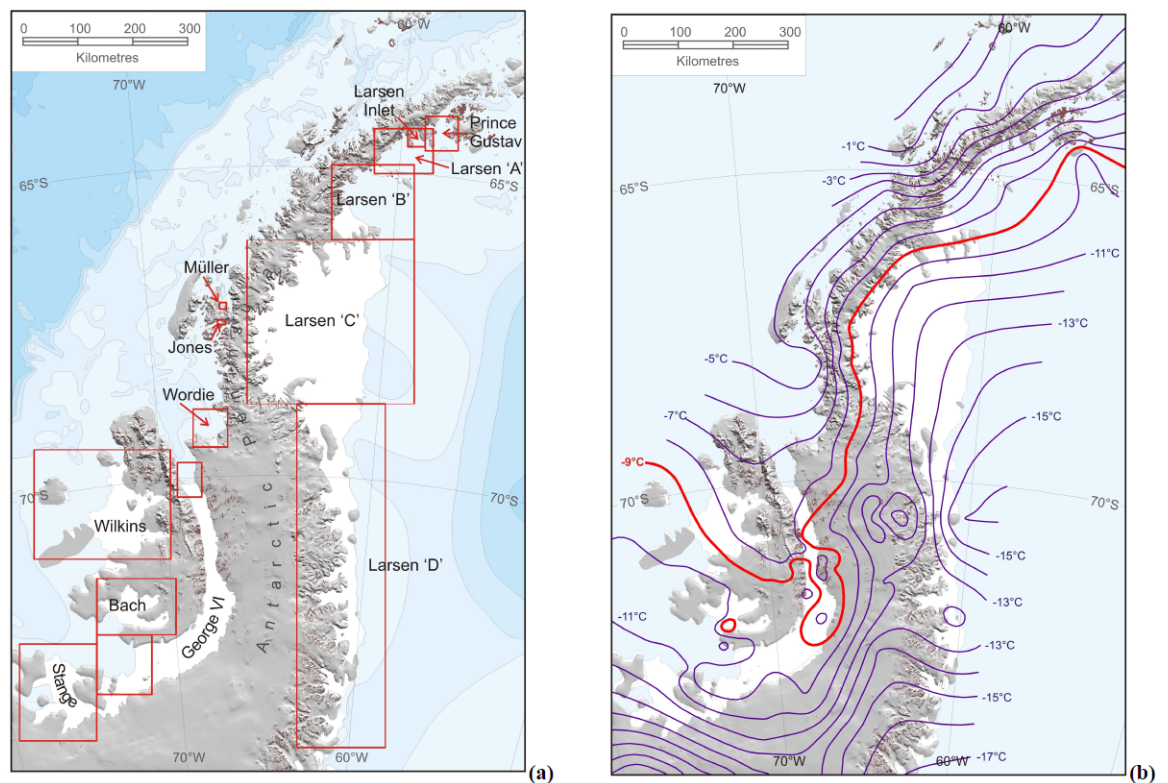 0 100 200 300
Kilometres
60°W
70°W
Larsen
Inlet
Prince
Gustav
Larsen ‘A’
65°S
65°S
Larsen ‘B’
Müller
Larsen ‘C’
Jones
Peninsula
Wordie
70°S
70°S
Wilkins
Antarctic
Larsen ‘D’
Bach
George VI
Stange
70°W
60°W
(a)
0 100 200 300
Kilometres
60°W
70°W
-1°C
-3°C
65°S
65°S
-11°C
-13°C
-5°C
-7°C
-15°C
-9°C
70°S
70°S
-15°C
-13°C
-11°C
-13°C
-15°C
70°W
60°W
-17°C
(b)